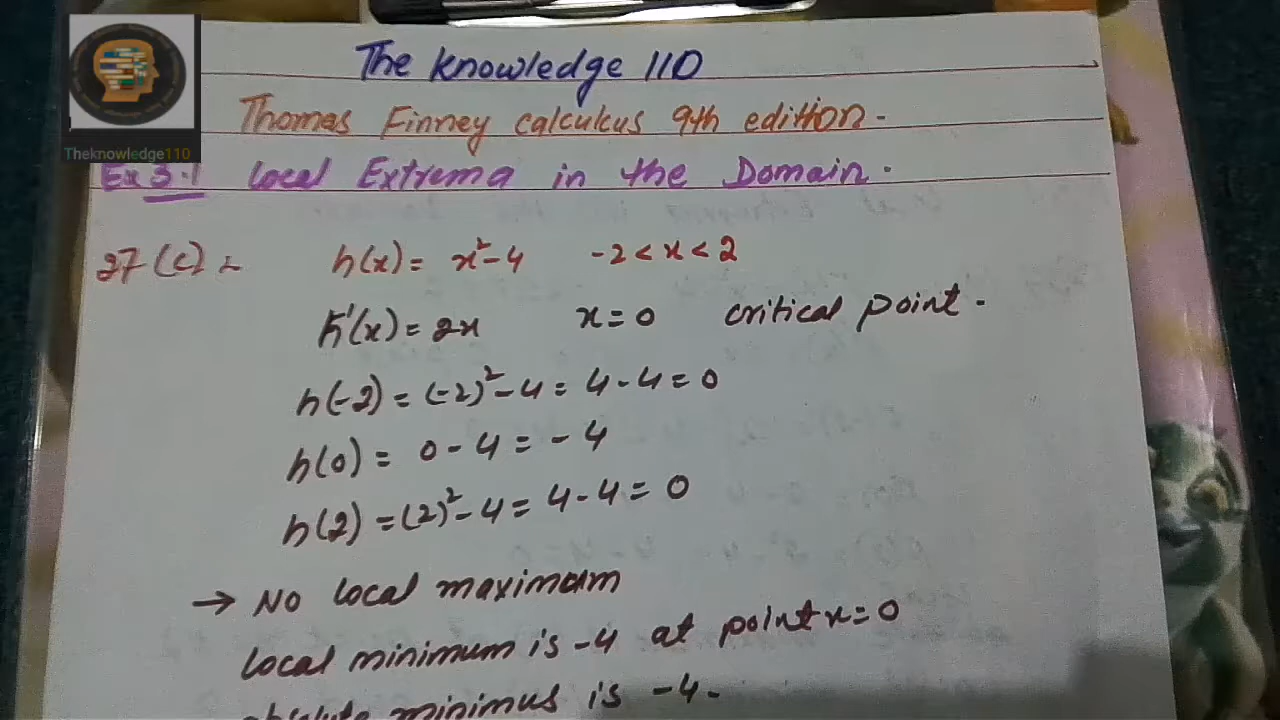 The Knowledge 110
Thomas Finney calculus 9th edition.
Theknowledge110
Ex 3.1 Local Extrema in the Domain.
27 (c) :- h(x) = x²-4 -2 < x < 2
h'(x) = 2x x = 0 critical point.
h(-2) = (-2)² - 4 = 4 - 4 = 0
h(0) = 0 - 4 = - 4
h(2) = (2)² - 4 = 4 - 4 = 0
→ No local maximum
local minimum is -4 at point x = 0
absolute minimus is -4.